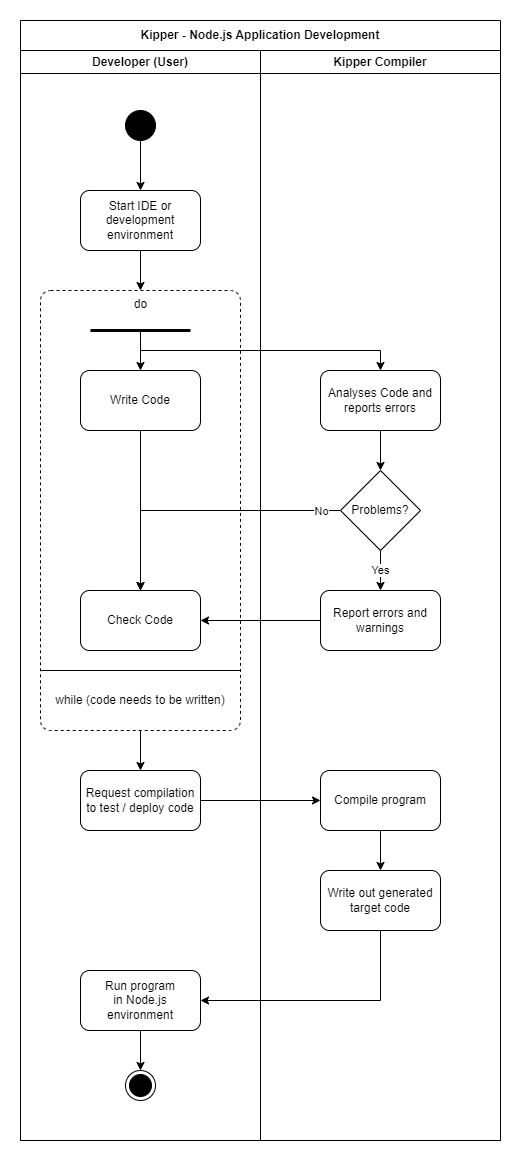 Kipper - Node.js Application Development
Developer (User)
Kipper Compiler
Start IDE or
development
environment
do
Write Code
Analyses Code and
reports errors
Problems?
No
Yes
Check Code
Report errors and
warnings
while (code needs to be written)
Request compilation
to test / deploy code
Compile program
Write out generated
target code
Run program
in Node.js
environment